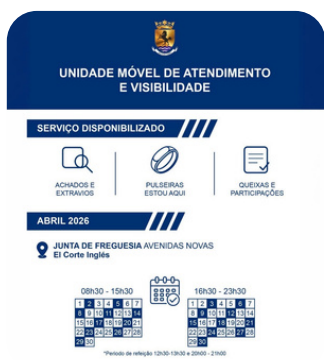 UNIDADE MÓVEL DE ATENDIMENTO
E VISIBILIDADE
SERVIÇO DISPONIBILIZADO
ACHADOS E
EXTRAVIOS
PULSEIRAS
ESTOU AQUI
QUEIXAS E
PARTICIPAÇÕES
ABRIL 2026
JUNTA DE FREGUESIA AVENIDAS NOVAS
El Corte Inglés
08h30 - 15h30
1 2 3 4 5 6 7
8 9 10 11 12 13 14
15 16 17 18 19 20 21
22 23 24 25 26 27 28
29 30
16h30 - 23h30
1 2 3 4 5 6 7
8 9 10 11 12 13 14
15 16 17 18 19 20 21
22 23 24 25 26 27 28
29 30
*Periodo de refeição 12h30-13h30 e 20h00 - 21h00